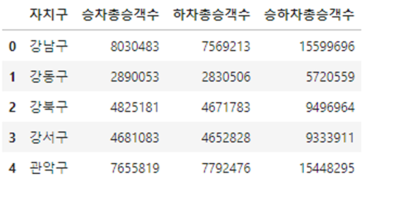 자치구 승차총승객수 하차총승객수 승하차총승객수
0 강남구 8030483 7569213 15599696
1 강동구 2890053 2830506 5720559
2 강북구 4825181 4671783 9496964
3 강서구 4681083 4652828 9333911
4 관악구 7655819 7792476 15448295